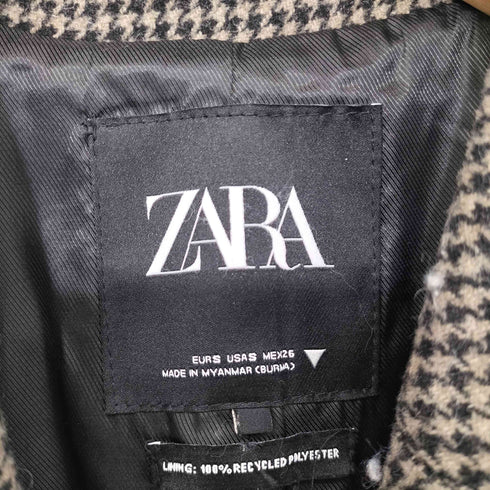 ZARA
EUR S USA S MEX 26
MADE IN MYANMAR (BURMA)
LINING: 100% RECYCLED POLYESTER